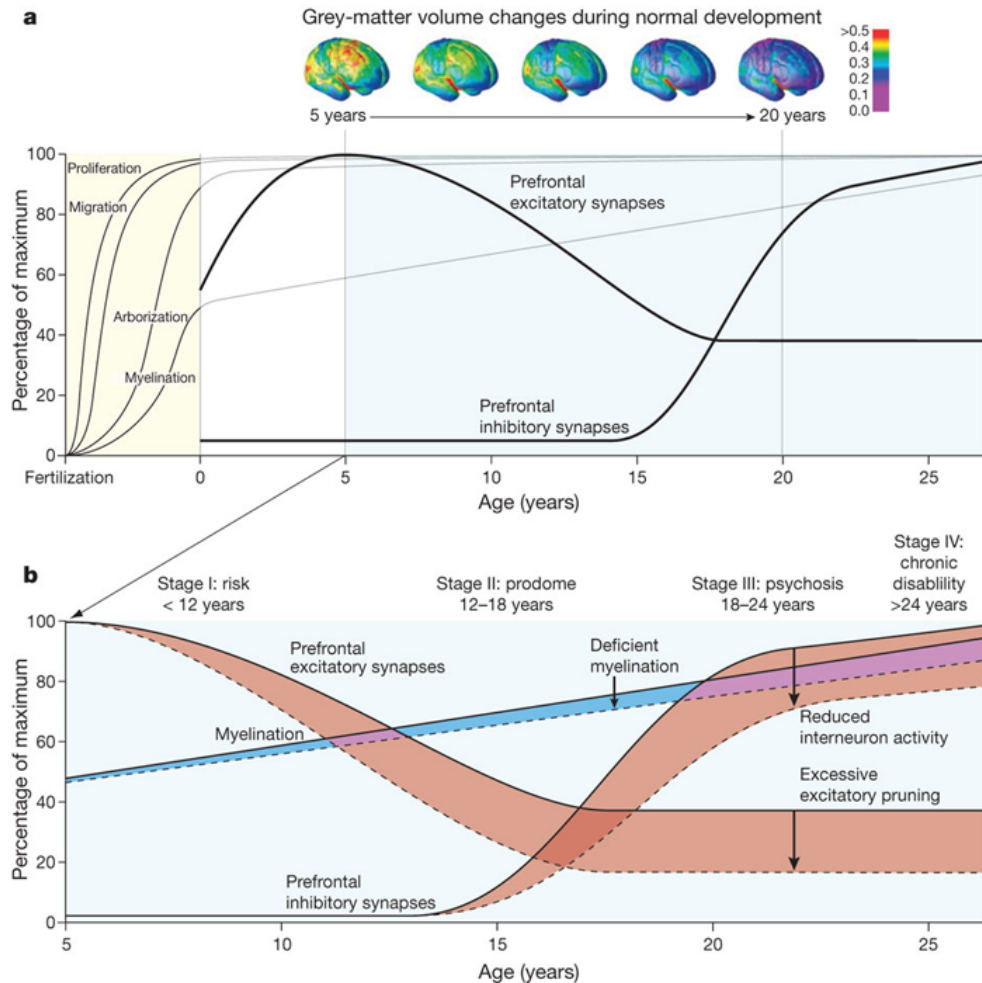 a
Grey-matter volume changes during normal development
>0.5
0.4
0.3
0.2
0.1
0.0
5 years
20 years
Percentage of maximum
100
80
60
40
20
0
Proliferation
Migration
Arborization
Myelination
Prefrontal
excitatory synapses
Prefrontal
inhibitory synapses
Fertilization
0
5
10
15
20
25
Age (years)
b
Stage I: risk
< 12 years
Stage II: prodome
12–18 years
Stage III: psychosis
18–24 years
Stage IV:
chronic
disablility
>24 years
Percentage of maximum
100
80
60
40
20
0
Prefrontal
excitatory synapses
Deficient
myelination
Myelination
Reduced
interneuron activity
Excessive
excitatory pruning
Prefrontal
inhibitory synapses
5
10
15
20
25
Age (years)